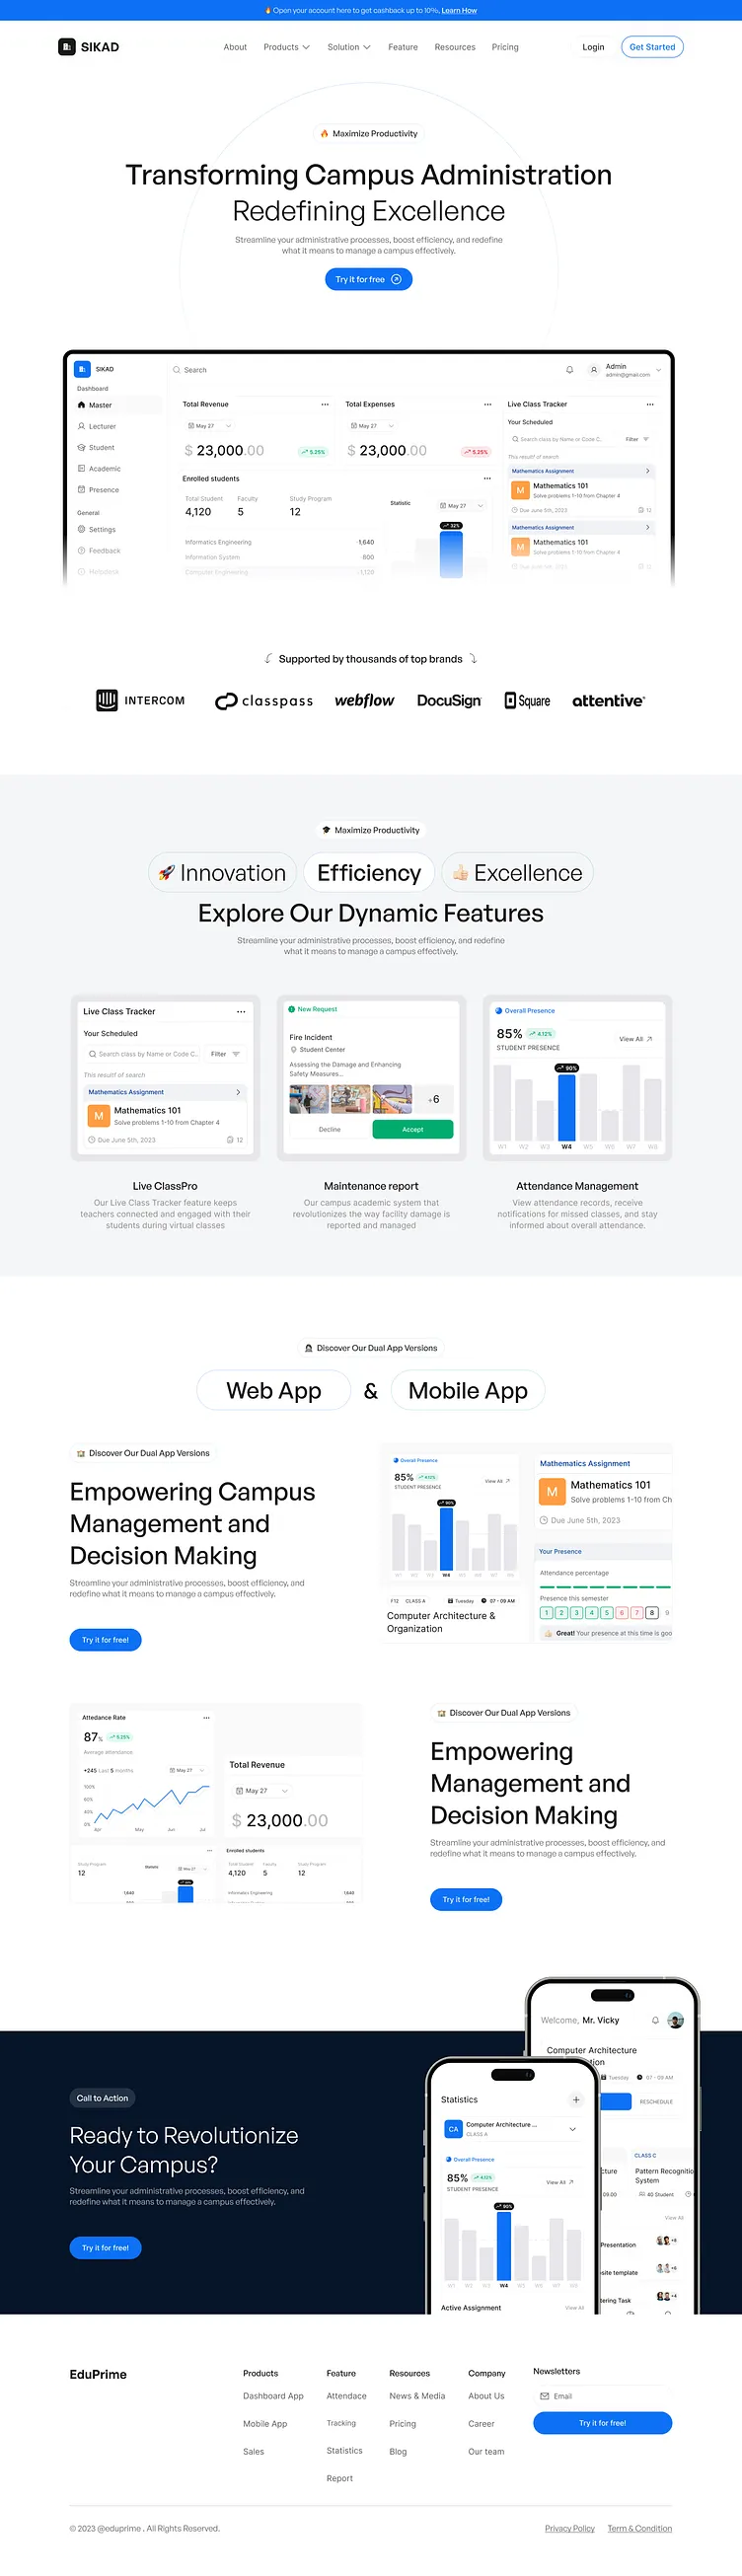 Open your account here to get cashback up to 10%, Learn How
SIKAD
About
Products
Solution
Feature
Resources
Pricing
Login
Get Started
Maximize Productivity
Transforming Campus Administration
Redefining Excellence
Streamline your administrative processes, boost efficiency, and redefine
what it means to manage a campus effectively.
Try it for free
SIKAD
Search
Admin
admin@gmail.com
Dashboard
Master
Lecturer
Student
Academic
Presence
General
Settings
Feedback
Helpdesk
Total Revenue
May 27
$ 23,000.00
5.25%
Total Expenses
May 27
$ 23,000.00
5.25%
Enrolled students
Total Student
Faculty
Study Program
4,120
5
12
Informatics Engineering
1,640
Information System
800
Computer Engineering
1,120
Statistic
May 27
32%
Live Class Tracker
Your Scheduled
Search class by Name or Code C..
Filter
This result of search
Mathematics Assignment
M
Mathematics 101
Solve problems 1-10 from Chapter 4
Due June 5th, 2023
12
Mathematics Assignment
M
Mathematics 101
Solve problems 1-10 from Chapter 4
12
Supported by thousands of top brands
INTERCOM
classpass
webflow
DocuSign
Square
attentive
Maximize Productivity
Innovation
Efficiency
Excellence
Explore Our Dynamic Features
Streamline your administrative processes, boost efficiency, and redefine
what it means to manage a campus effectively.
Live Class Tracker
Your Scheduled
Search class by Name or Code C..
Filter
This result of search
Mathematics Assignment
M
Mathematics 101
Solve problems 1-10 from Chapter 4
Due June 5th, 2023
12
Live ClassPro
Our Live Class Tracker feature keeps
teachers connected and engaged with their
students during virtual classes
New Request
Fire Incident
Student Center
Assessing the Damage and Enhancing
Safety Measures...
+6
Decline
Accept
Maintenance report
Our campus academic system that
revolutionizes the way facility damage is
reported and managed
Overall Presence
85%
4.12%
STUDENT PRESENCE
View All
90%
W1 W2 W3 W4 W5 W6 W7 W8
Attendance Management
View attendance records, receive
notifications for missed classes, and stay
informed about overall attendance.
Discover Our Dual App Versions
Web App
&
Mobile App
Discover Our Dual App Versions
Empowering Campus
Management and
Decision Making
Streamline your administrative processes, boost efficiency, and
redefine what it means to manage a campus effectively.
Try it for free!
Overall Presence
85%
4.12%
STUDENT PRESENCE
View All
90%
W1 W2 W3 W4 W5 W6 W7 W8
F12
CLASS A
Tuesday
07 - 09 AM
Computer Architecture &
Organization
Mathematics Assignment
Mathematics 101
M
Solve problems 1-10 from Ch
Due June 5th, 2023
Your Presence
Attendance percentage
Presence this semester
1 2 3 4 5 6 7 8 9
Great! Your presence at this time is goo
Attedance Rate
87%
5.25%
Average attendance
+245 Last 5 months
May 27
100%
60%
40%
0%
Apr
May
Jun
Jul
Total Revenue
May 27
$ 23,000.00
Study Program
12
Statistic
May 27
1,640
Enrolled students
Total Student
Faculty
Study Program
4,120
5
12
Informatics Engineering
1,640
Discover Our Dual App Versions
Empowering
Management and
Decision Making
Streamline your administrative processes, boost efficiency, and
redefine what it means to manage a campus effectively.
Try it for free!
Call to Action
Ready to Revolutionize
Your Campus?
Streamline your administrative processes, boost efficiency, and
redefine what it means to manage a campus effectively.
Try it for free!
Welcome, Mr. Vicky
Computer Architecture
tion
Tuesday
07 - 09 AM
RESCHEDULE
CLASS C
cture
Pattern Recognitio
System
09:00
40 Student
View All
Presentation
+8
site template
+6
tering Task
+4
Statistics
CA
Computer Architecture ...
CLASS A
Overall Presence
85%
4.12%
STUDENT PRESENCE
View All
90%
W1 W2 W3 W4 W5 W6 W7 W8
Active Assignment
View All
EduPrime
Products
Dashboard App
Mobile App
Sales
Feature
Attendace
Tracking
Statistics
Report
Resources
News & Media
Pricing
Blog
Company
About Us
Career
Our team
Newsletters
Email
Try it for free!
© 2023 @eduprime . All Rights Reserved.
Privacy Policy
Term & Condition